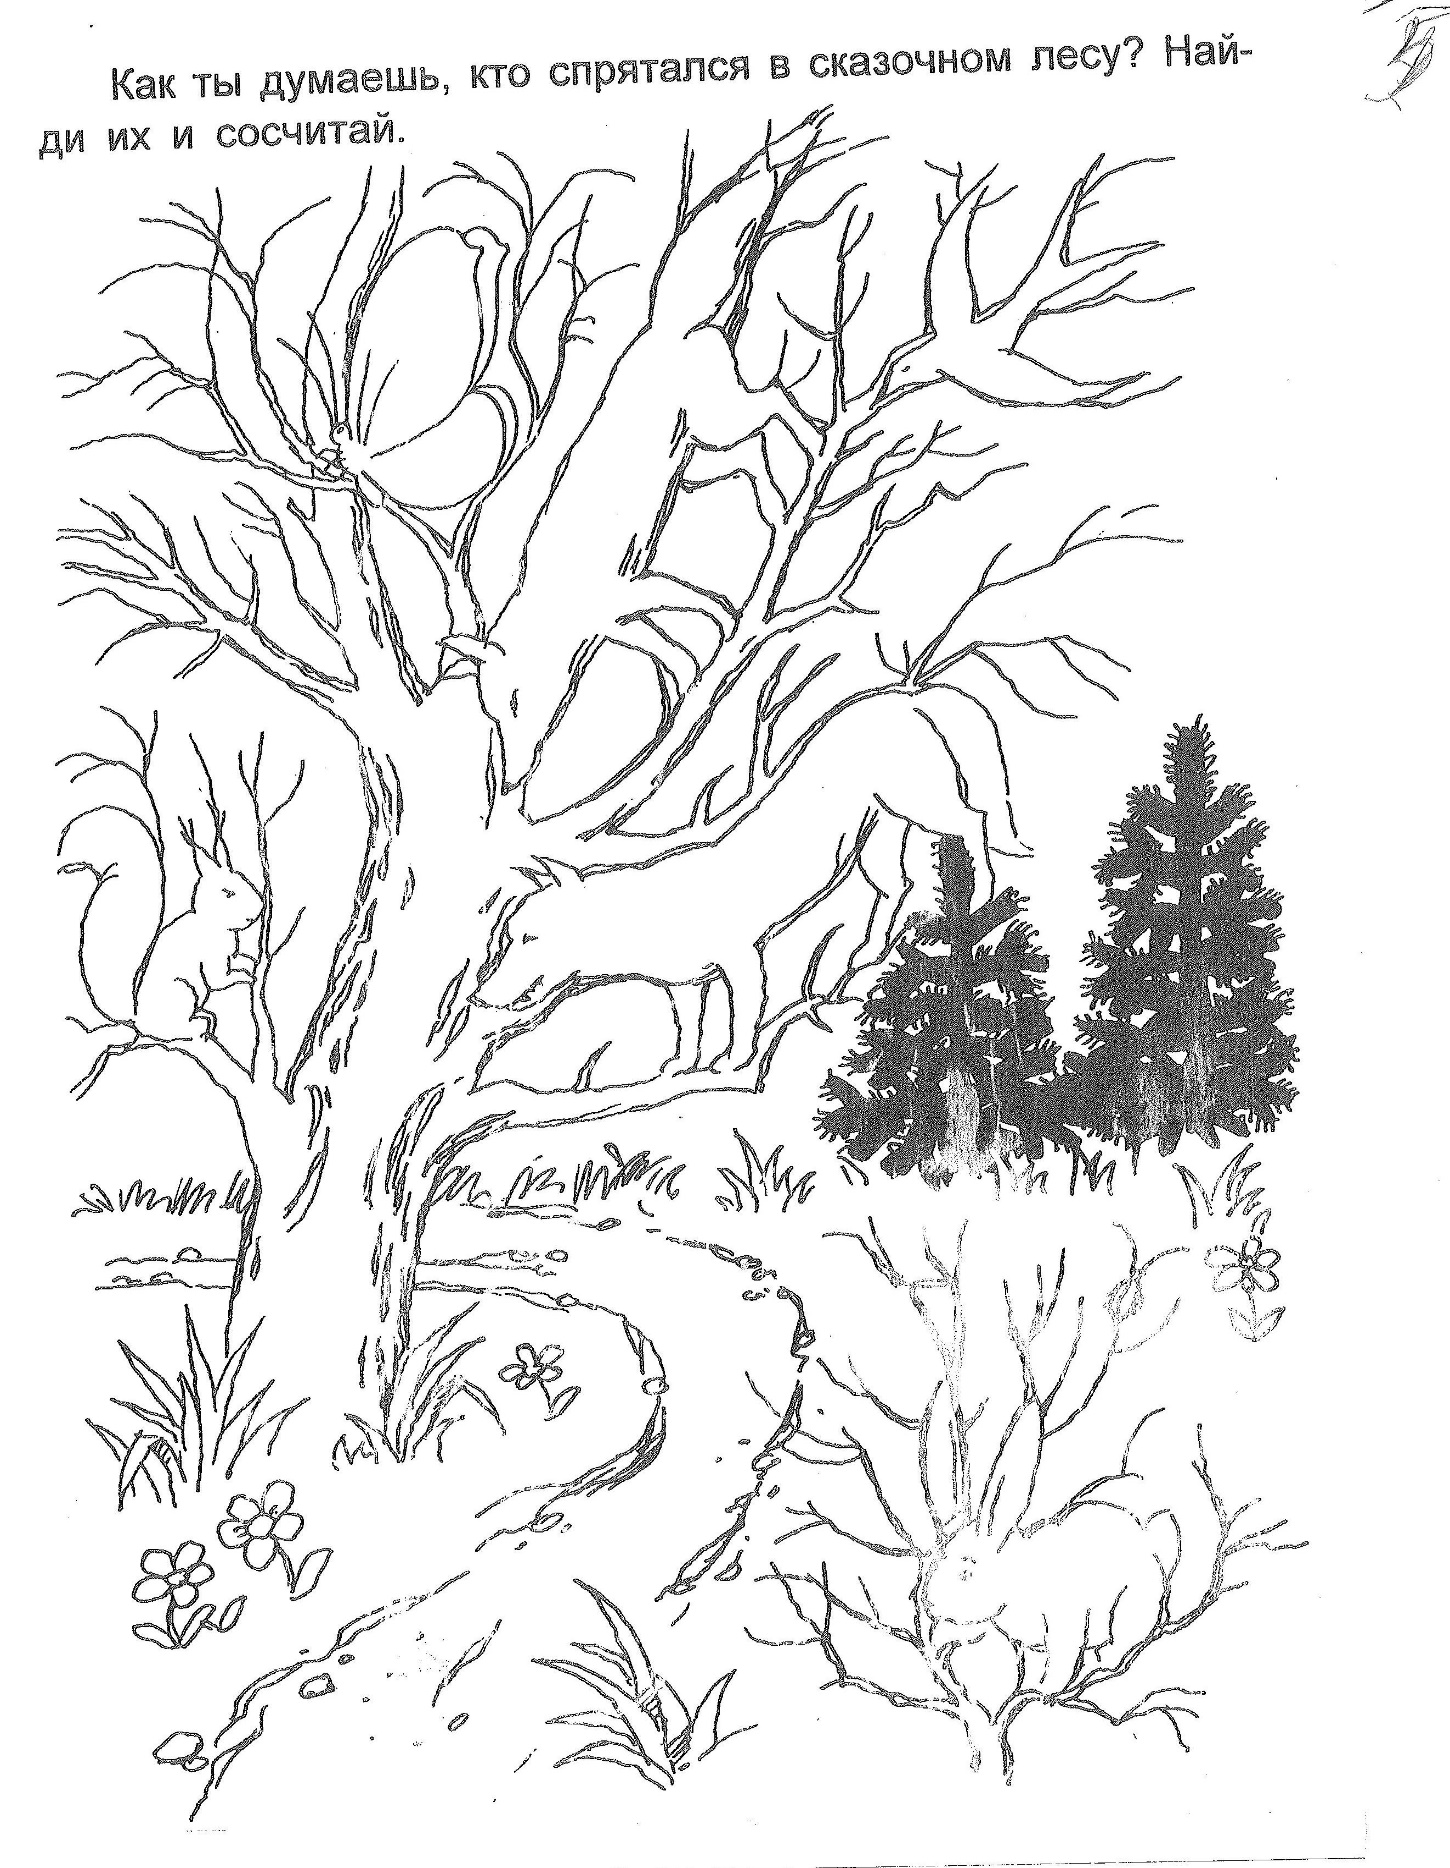 Как ты думаешь, кто спрятался в сказочном лесу? Най-
ди их и сосчитай.